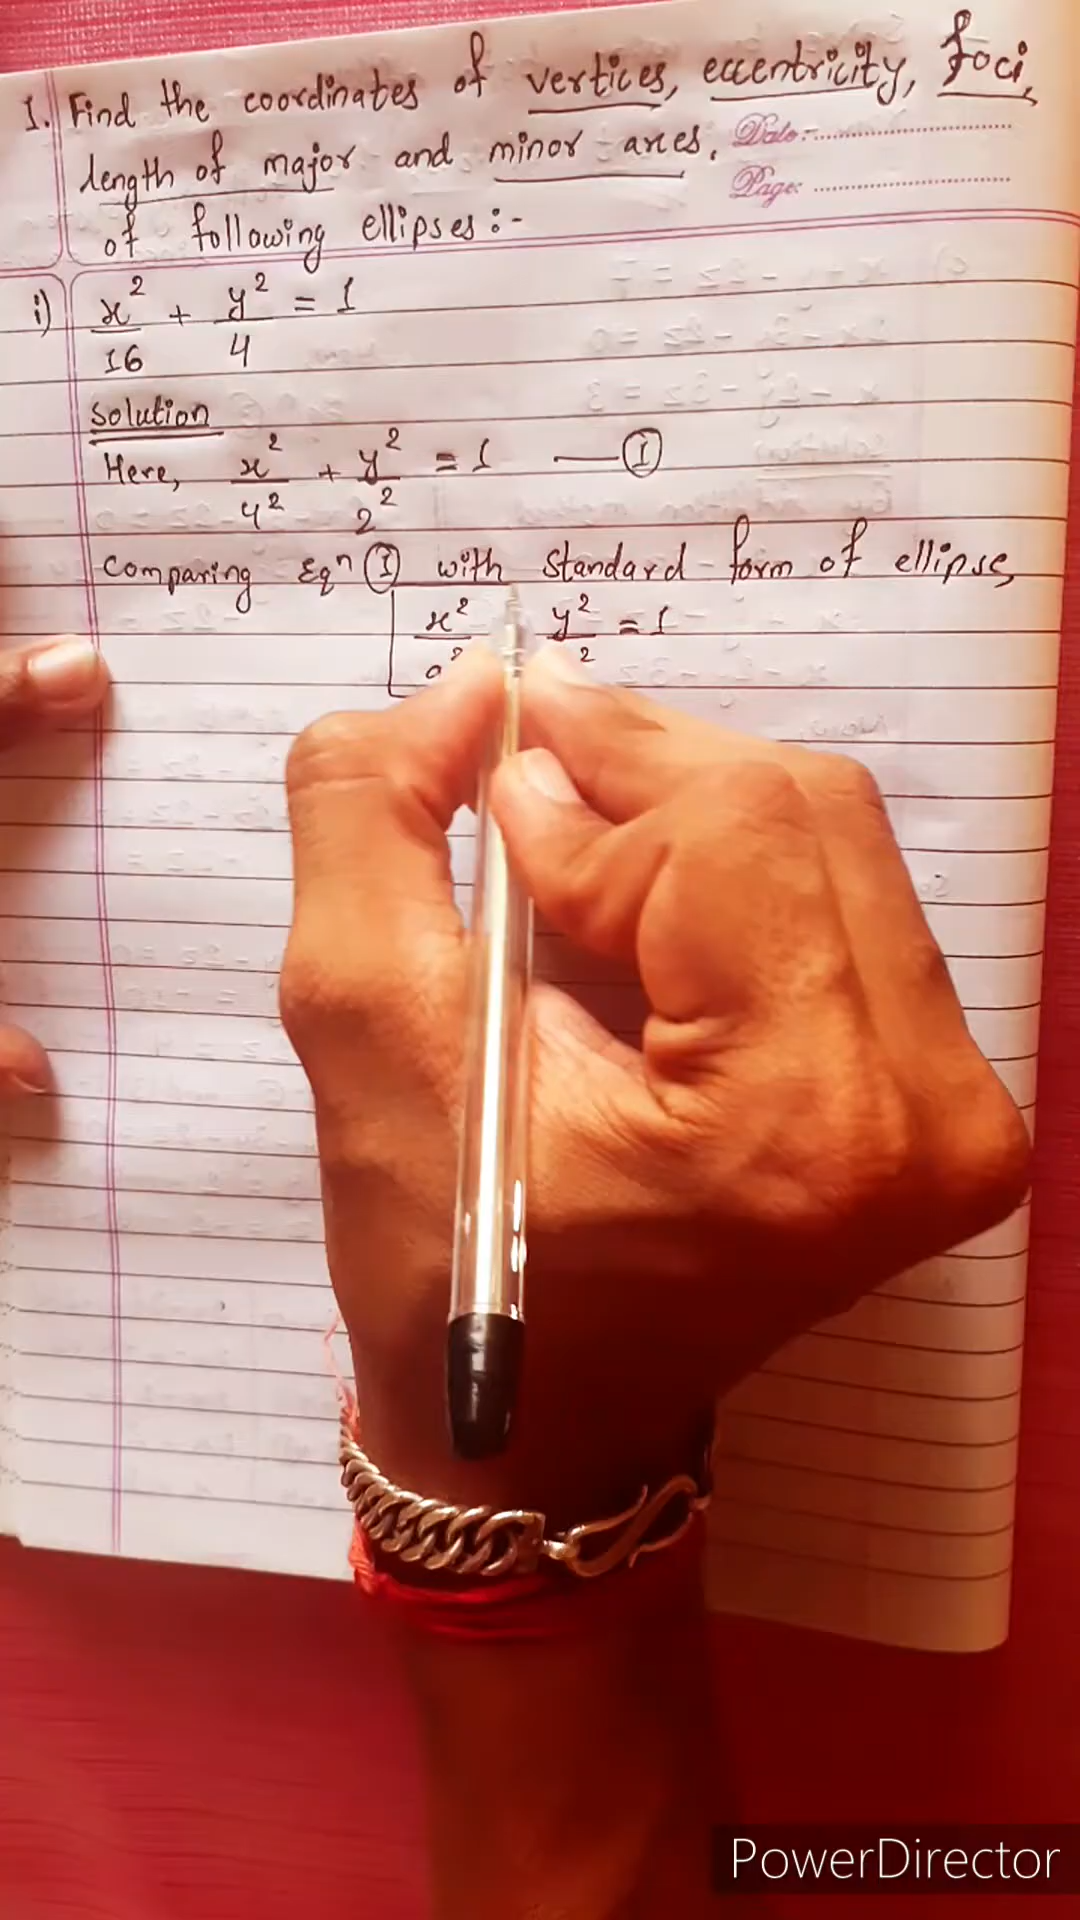 1. Find the coordinates of vertices, eccentricity, foci,
length of major and minor axes,
Date:-
Page:
of following ellipses:-
i) x²/16 + y²/4 = 1
Solution
Here, x²/4² + y²/2² = 1 — (I)
Comparing Eqⁿ (I) with standard form of ellipse,
x²/a² y²/ ² = 1
PowerDirector